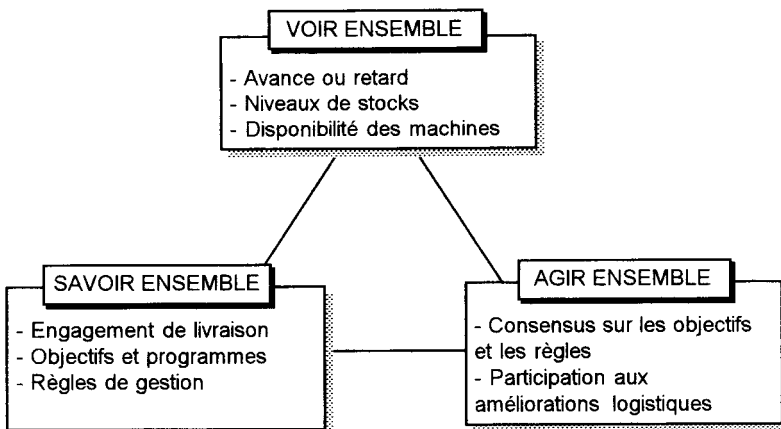 VOIR ENSEMBLE
- Avance ou retard
- Niveaux de stocks
- Disponibilité des machines
SAVOIR ENSEMBLE
- Engagement de livraison
- Objectifs et programmes
- Règles de gestion
AGIR ENSEMBLE
- Consensus sur les objectifs
et les règles
- Participation aux
améliorations logistiques